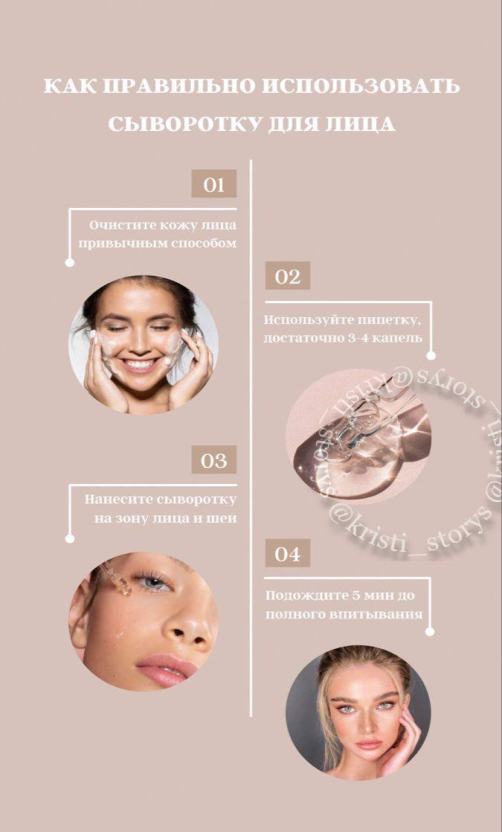 КАК ПРАВИЛЬНО ИСПОЛЬЗОВАТЬ
СЫВОРОТКУ ДЛЯ ЛИЦА
01
Очистите кожу лица
привычным способом
02
Используйте пипетку,
достаточно 3-4 капель
03
Нанесите сыворотку
на зону лица и шеи
04
Подождите 5 мин до
полного впитывания
@kristi_storys